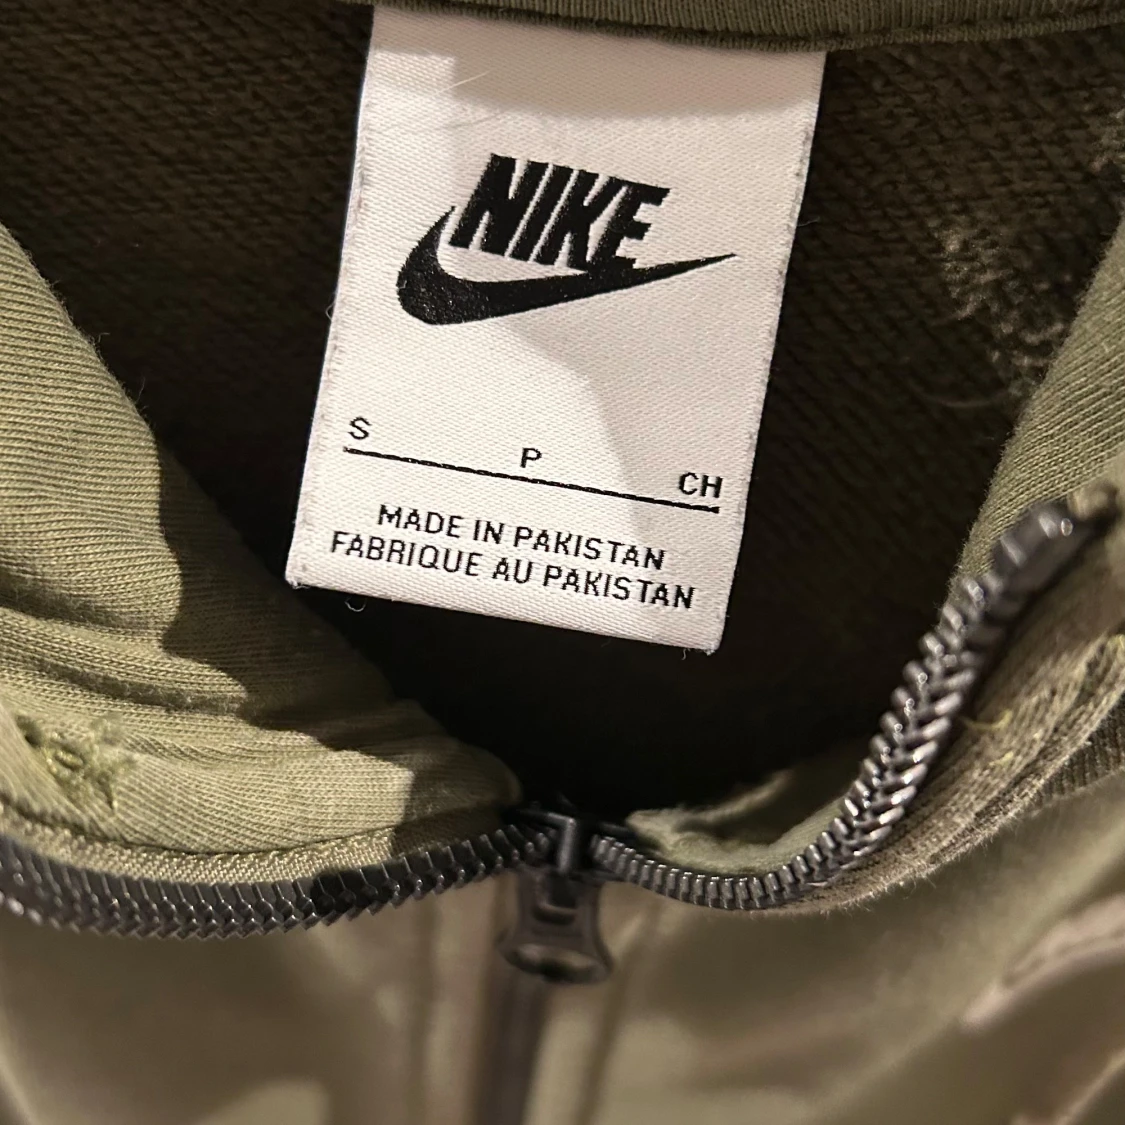 NIKE
S P CH
MADE IN PAKISTAN
FABRIQUE AU PAKISTAN